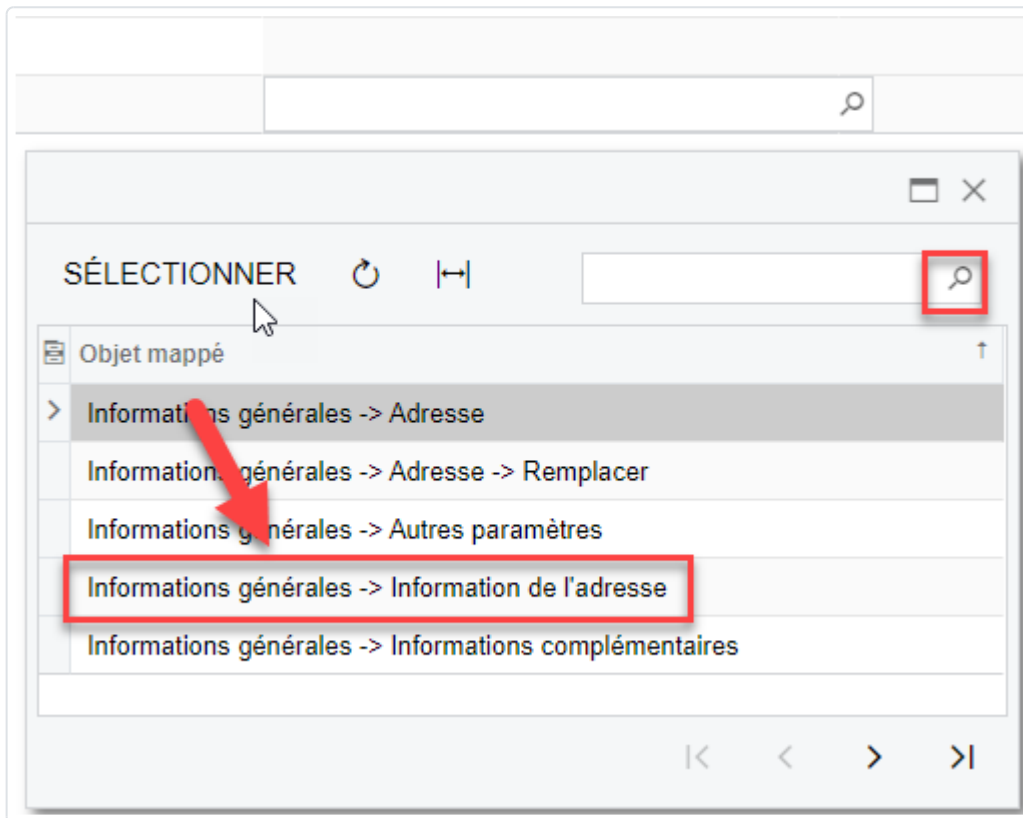 SÉLECTIONNER
Objet mappé
Informations générales -> Adresse
Informations générales -> Adresse -> Remplacer
Informations générales -> Autres paramètres
Informations générales -> Information de l'adresse
Informations générales -> Informations complémentaires